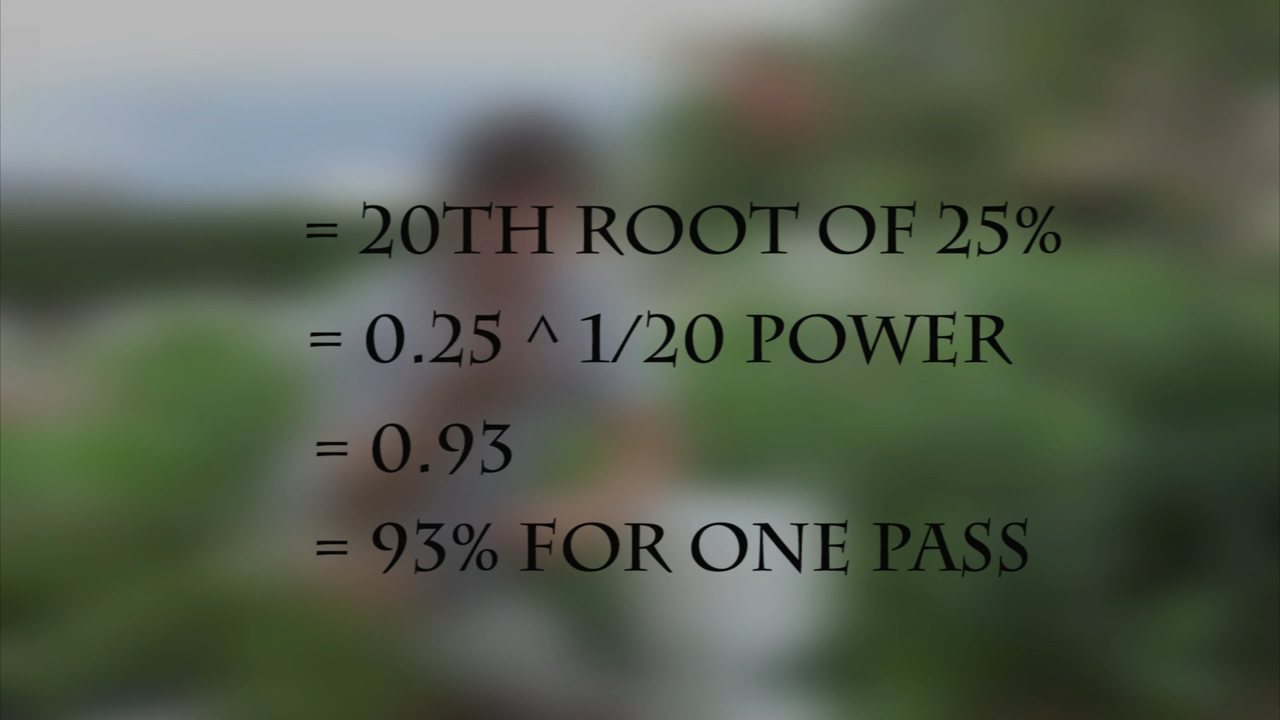 = 20TH ROOT OF 25%
= 0.25 ^ 1/20 POWER
= 0.93
= 93% FOR ONE PASS